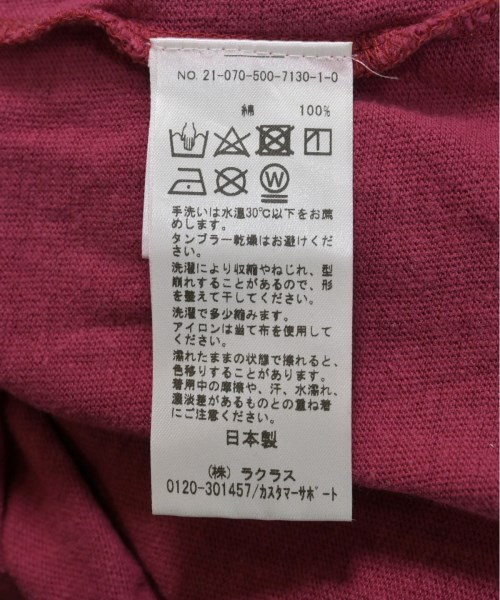 NO. 21-070-500-7130-1-0
綿 100%
W
手洗いは水温30℃以下をお薦
めします。
タンブラー乾燥はお避けくだ
さい。
洗濯により収縮やねじれ、型
崩れすることがあるので、形
を整えて干してください。
洗濯で多少縮みます。
アイロンは当て布を使用して
ください。
濡れたままの状態で擦れると、
色移りすることがあります。
着用中の摩擦や、汗、水濡れ、
濃淡差があるものとの重ね着
にご注意ください。
日本製
(株) ラクラス
0120-301457/カスタマーサポート